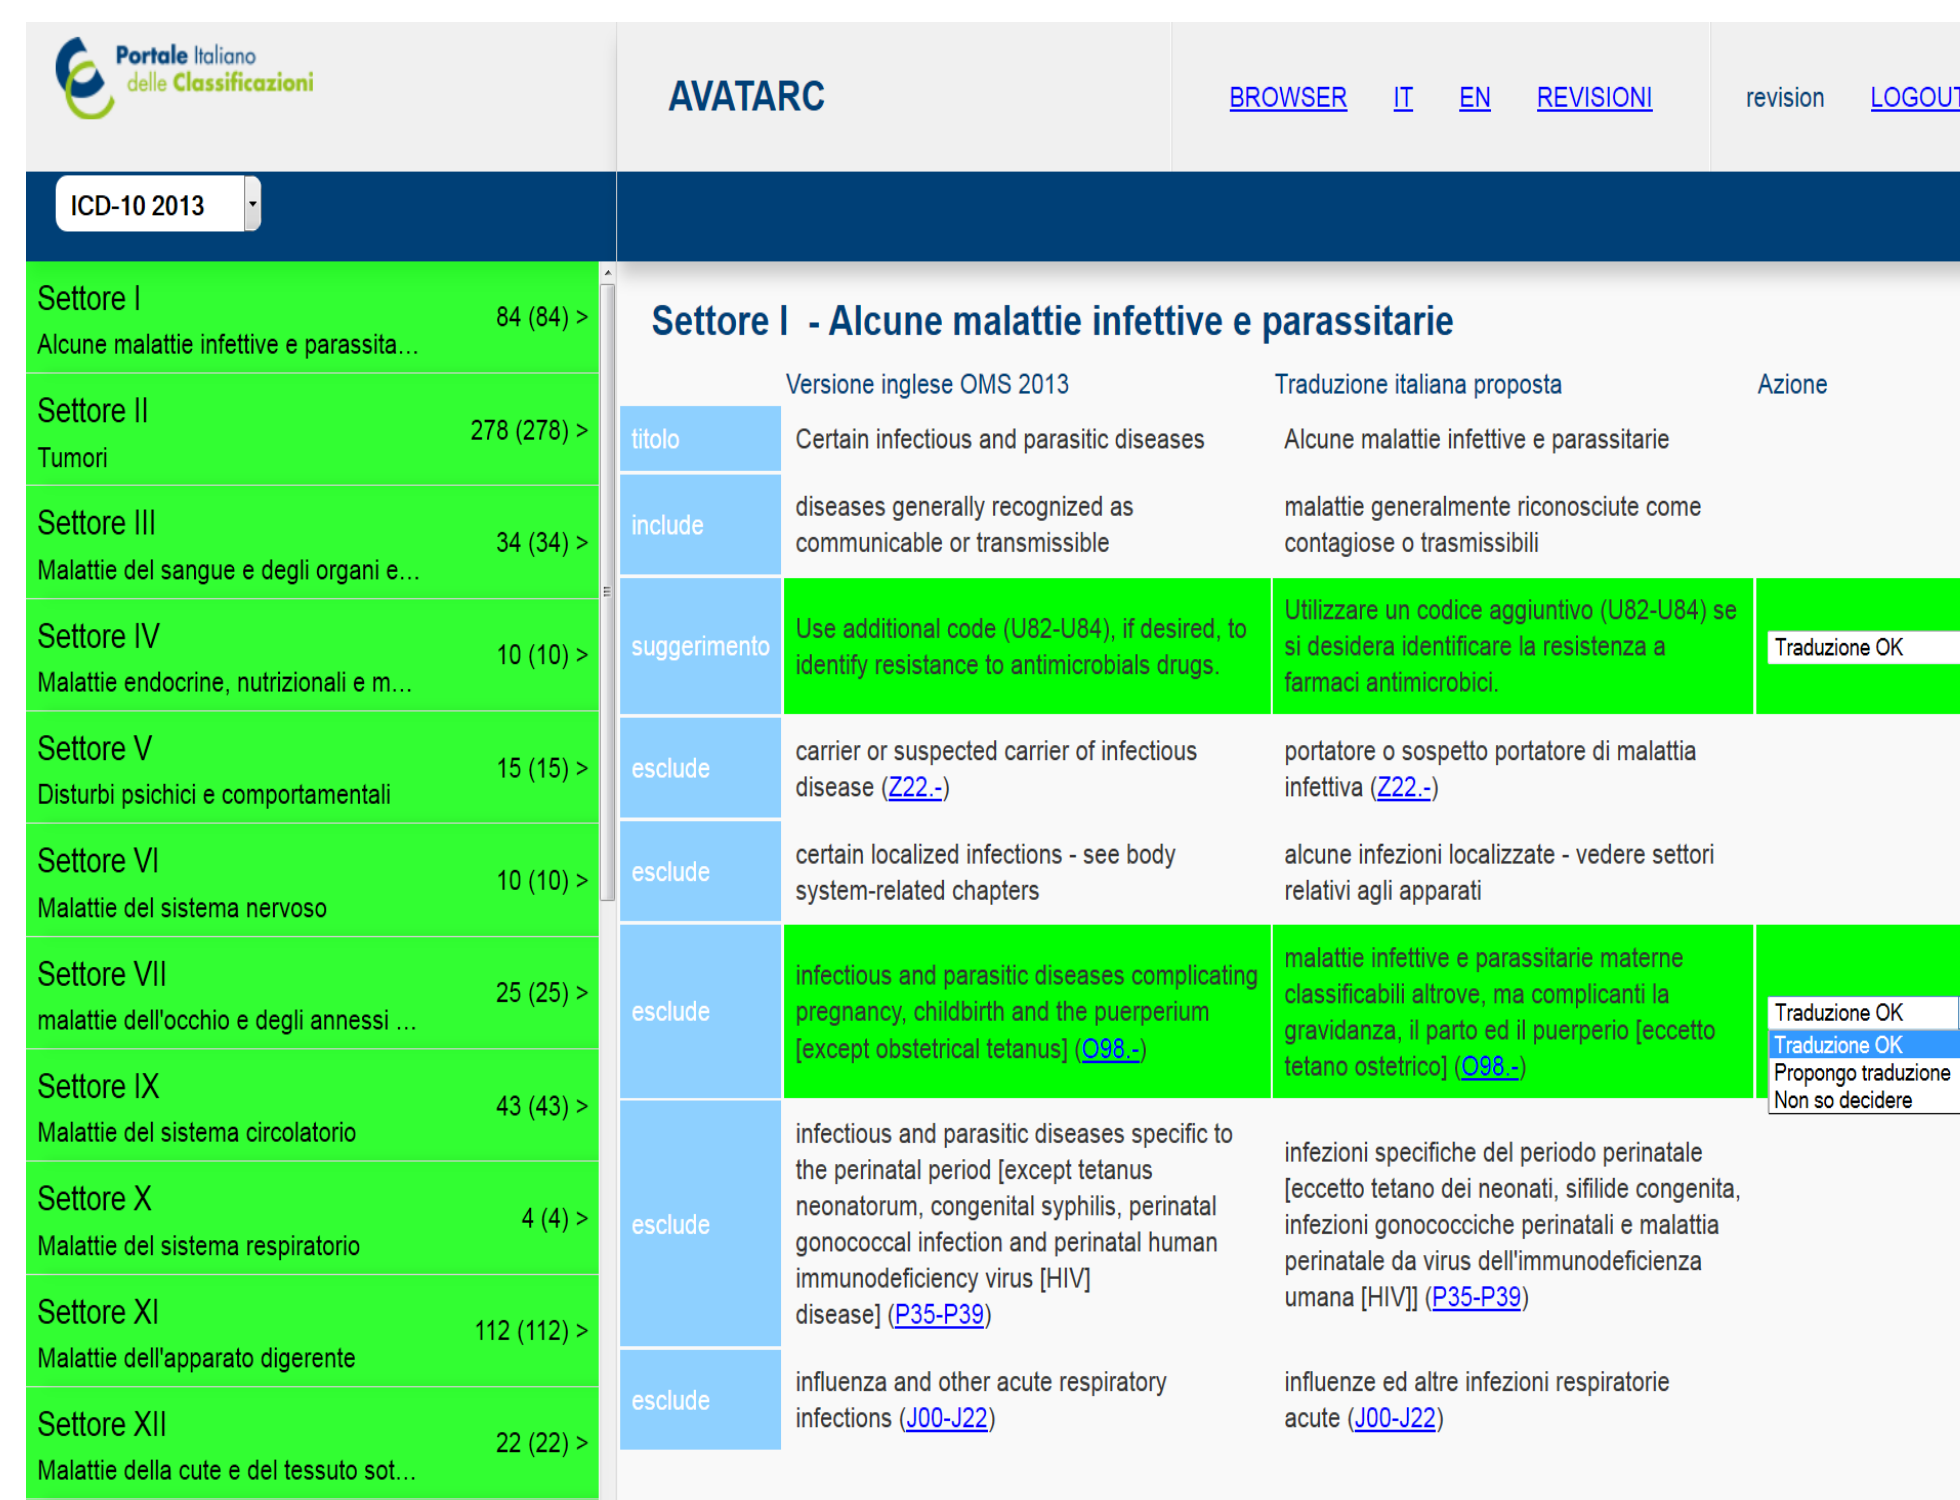 Portale Italiano
delle Classificazioni
AVATARC
BROWSER IT EN REVISIONI revision LOGOUT
ICD-10 2013
Settore I
84 (84) >
Alcune malattie infettive e parassita...
Settore II
278 (278) >
Tumori
Settore III
34 (34) >
Malattie del sangue e degli organi e...
Settore IV
10 (10) >
Malattie endocrine, nutrizionali e m...
Settore V
15 (15) >
Disturbi psichici e comportamentali
Settore VI
10 (10) >
Malattie del sistema nervoso
Settore VII
25 (25) >
malattie dell'occhio e degli annessi ...
Settore IX
43 (43) >
Malattie del sistema circolatorio
Settore X
4 (4) >
Malattie del sistema respiratorio
Settore XI
112 (112) >
Malattie dell'apparato digerente
Settore XII
22 (22) >
Malattie della cute e del tessuto sot...
Settore I - Alcune malattie infettive e parassitarie
Versione inglese OMS 2013 Traduzione italiana proposta Azione
titolo
Certain infectious and parasitic diseases
Alcune malattie infettive e parassitarie
include
diseases generally recognized as
communicable or transmissible
malattie generalmente riconosciute come
contagiose o trasmissibili
suggerimento
Use additional code (U82-U84), if desired, to
identify resistance to antimicrobials drugs.
Utilizzare un codice aggiuntivo (U82-U84) se
si desidera identificare la resistenza a
farmaci antimicrobici.
Traduzione OK
esclude
carrier or suspected carrier of infectious
disease (Z22.-)
portatore o sospetto portatore di malattia
infettiva (Z22.-)
esclude
certain localized infections - see body
system-related chapters
alcune infezioni localizzate - vedere settori
relativi agli apparati
esclude
infectious and parasitic diseases complicating
pregnancy, childbirth and the puerperium
[except obstetrical tetanus] (O98.-)
malattie infettive e parassitarie materne
classificabili altrove, ma complicanti la
gravidanza, il parto ed il puerperio [eccetto
tetano ostetrico] (O98.-)
Traduzione OK
Traduzione OK
Propongo traduzione
Non so decidere
esclude
infectious and parasitic diseases specific to
the perinatal period [except tetanus
neonatorum, congenital syphilis, perinatal
gonococcal infection and perinatal human
immunodeficiency virus [HIV]
disease] (P35-P39)
infezioni specifiche del periodo perinatale
[eccetto tetano dei neonati, sifilide congenita,
infezioni gonococciche perinatali e malattia
perinatale da virus dell'immunodeficienza
umana [HIV]] (P35-P39)
esclude
influenza and other acute respiratory
infections (J00-J22)
influenze ed altre infezioni respiratorie
acute (J00-J22)